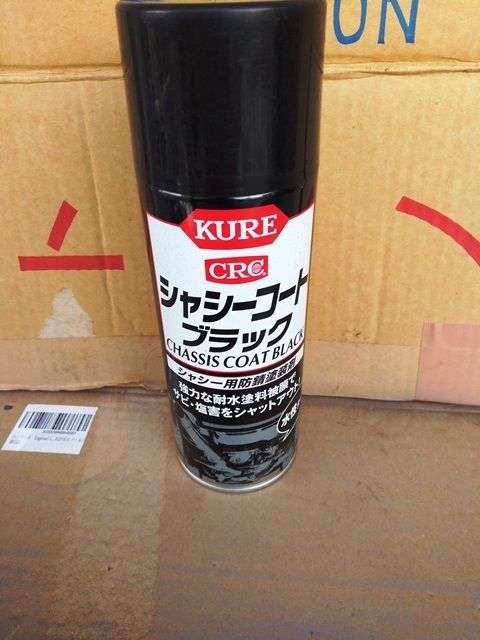 ON
KURE
CRC
シャシーコート
ブラック
CHASSIS COAT BLACK
シャシー用防錆塗装剤
強力な耐水塗料被膜で、
サビ・塩害をシャットアウト